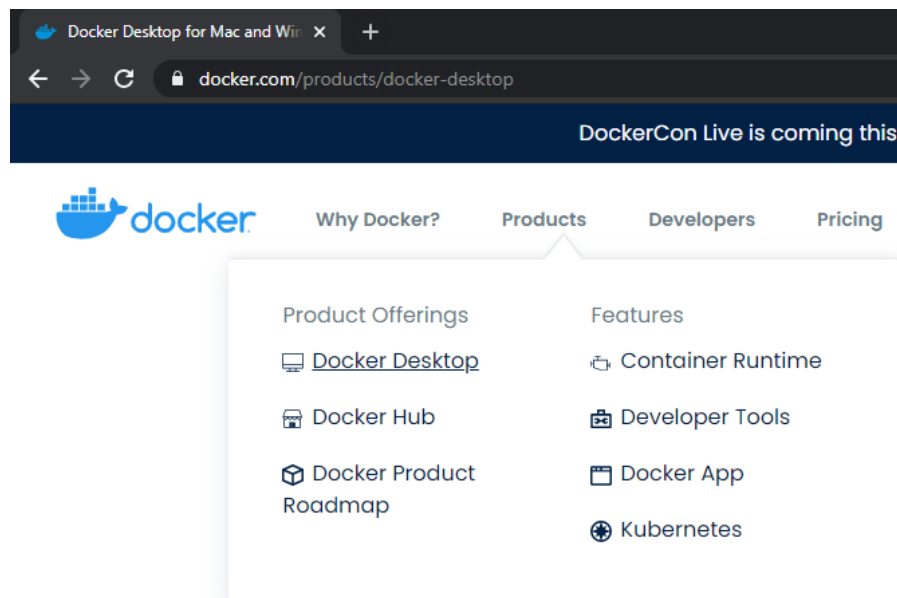 Docker Desktop for Mac and Win
docker.com/products/docker-desktop
DockerCon Live is coming this
docker
Why Docker? Products Developers Pricing
Product Offerings
Docker Desktop
Docker Hub
Docker Product
Roadmap
Features
Container Runtime
Developer Tools
Docker App
Kubernetes